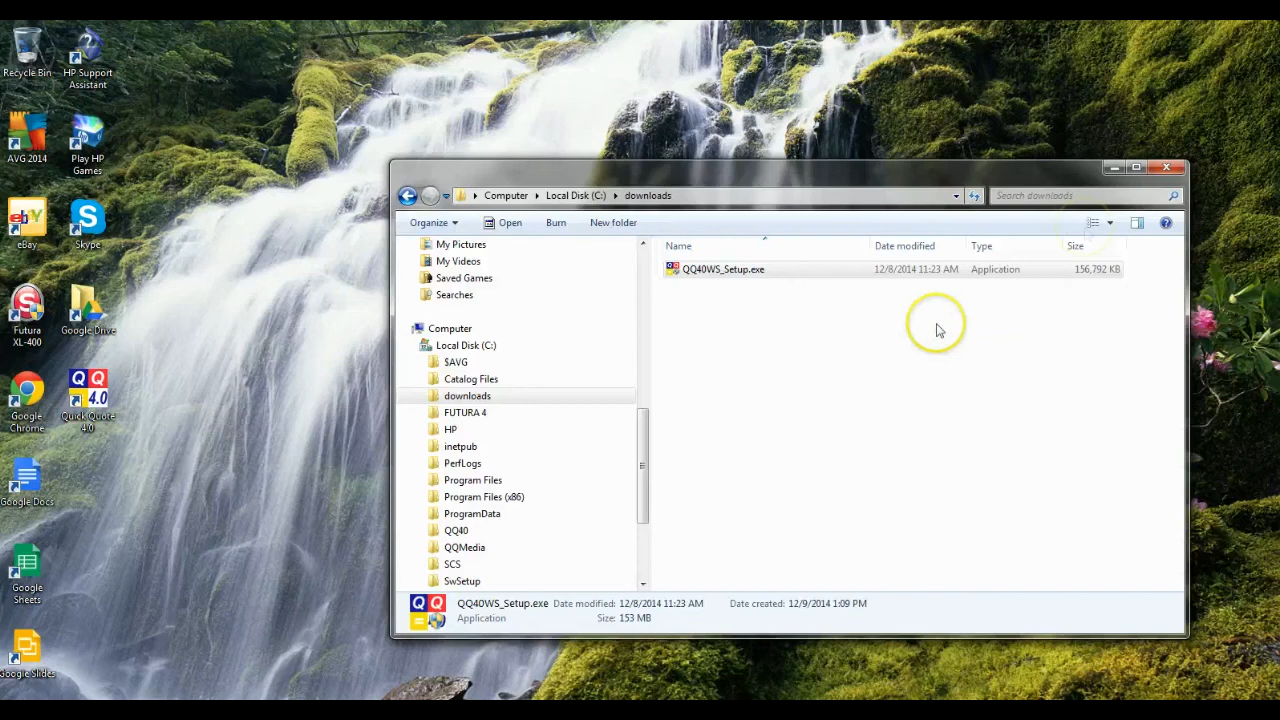 Recycle Bin
HP Support
Assistant
AVG 2014
Play HP
Games
ebY
eBay
Skype
Futura
XL-400
Google Drive
Google
Chrome
QQ
4.0
Quick Quote
4.0
Google Docs
Google
Sheets
Google Slides
Computer
Local Disk (C:)
downloads
Search downloads
Organize
Open
Burn
New folder
My Pictures
My Videos
Saved Games
Searches
Computer
Local Disk (C:)
$AVG
Catalog Files
downloads
FUTURA 4
HP
inetpub
PerfLogs
Program Files
Program Files (x86)
ProgramData
QQ40
QQMedia
SCS
SwSetup
Name Date modified Type Size
QQ40WS_Setup.exe 12/8/2014 11:23 AM Application 156,792 KB
QQ
QQ40WS_Setup.exe Date modified: 12/8/2014 11:23 AM Date created: 12/9/2014 1:09 PM
Application Size: 153 MB